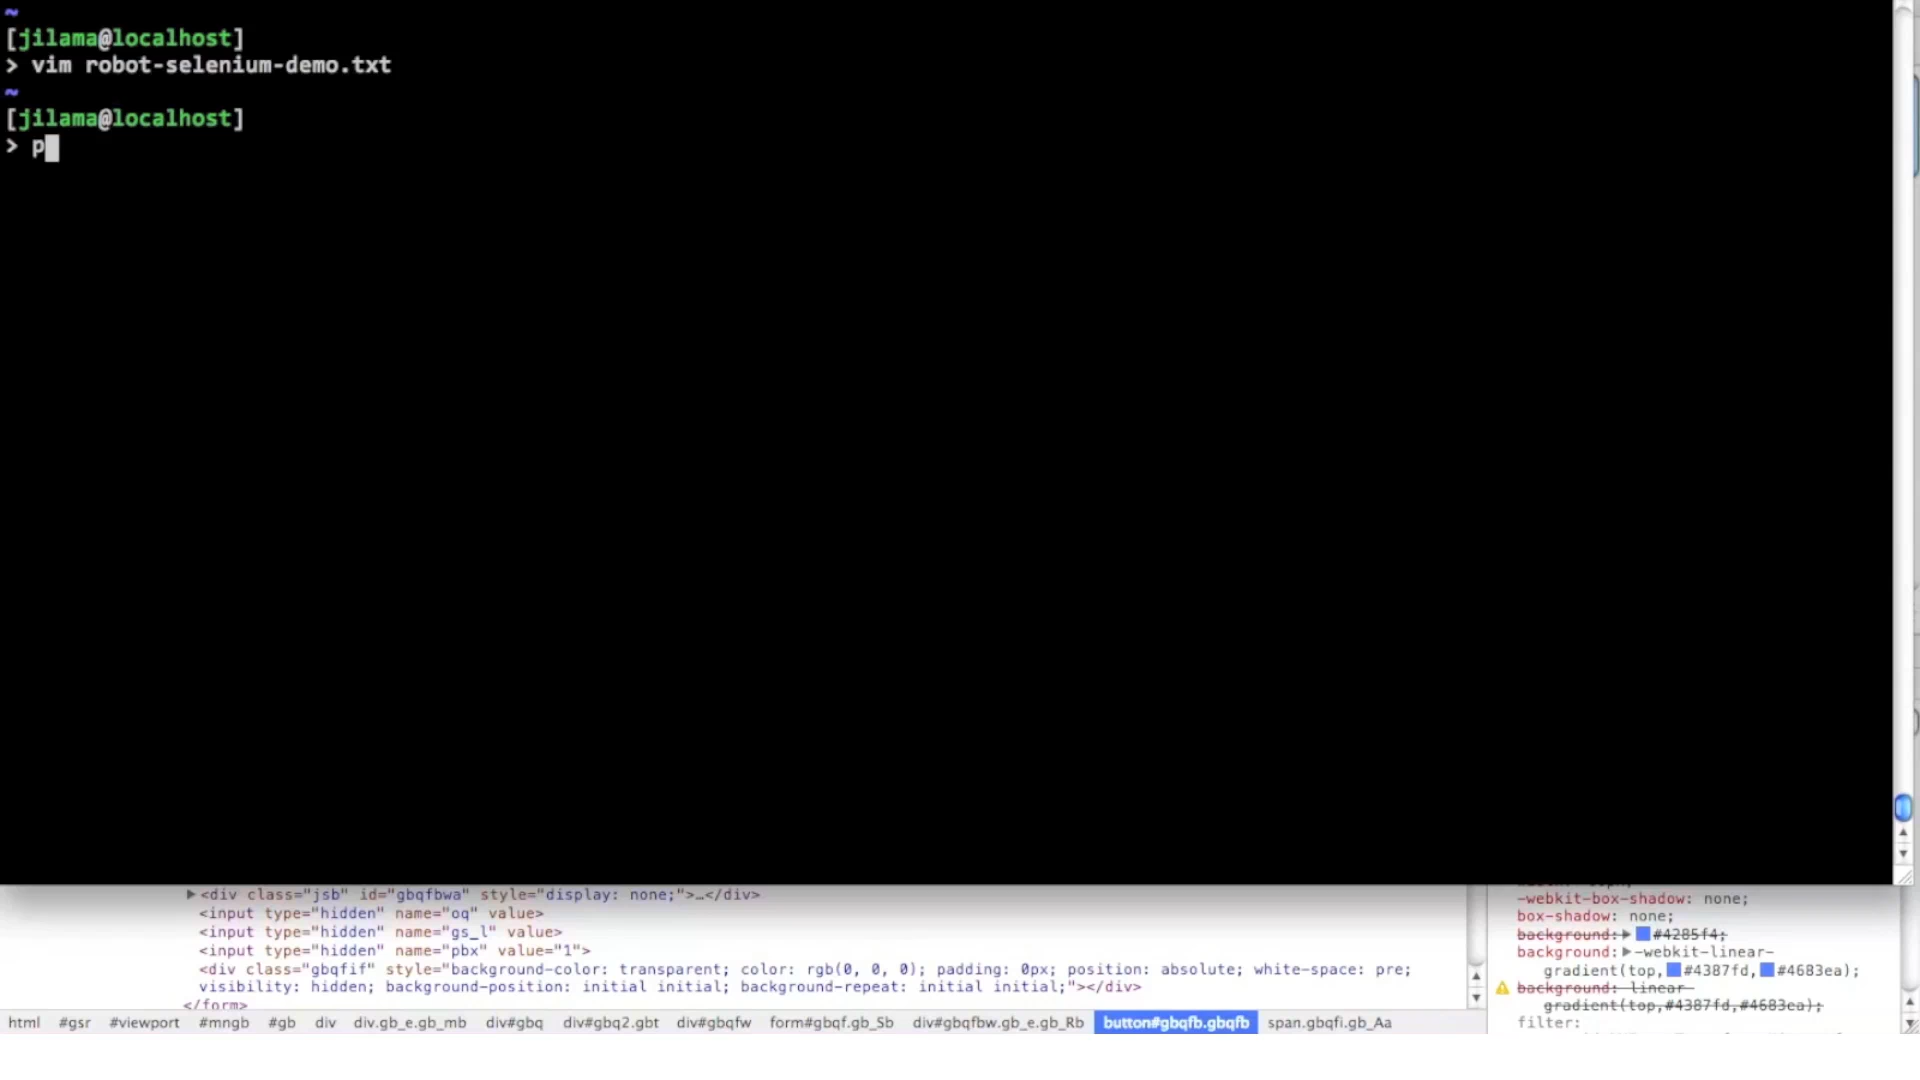 ~
[jilama@localhost]
> vim robot-selenium-demo.txt
~
[jilama@localhost]
> p
▶<div class="jsb" id="gbqfbwa" style="display: none;">…</div>
<input type="hidden" name="oq" value>
<input type="hidden" name="gs_l" value>
<input type="hidden" name="pbx" value="1">
<div class="gbqfif" style="background-color: transparent; color: rgb(0, 0, 0); padding: 0px; position: absolute; white-space: pre;
visibility: hidden; background-position: initial initial; background-repeat: initial initial;"></div>
</form>
-webkit-box-shadow: none;
box-shadow: none;
background:▶#4285f4;
background:▶-webkit-linear-
gradient(top,#4387fd,#4683ea);
background: linear-
gradient(top,#4387fd,#4683ea);
filter:
html #gsr #viewport #mngb #gb div div.gb_e.gb_mb div#gbq div#gbq2.gbt div#gbqfw form#gbqf.gb_Sb div#gbqfbw.gb_e.gb_Rb button#gbqfb.gbqfb span.gbqfi.gb_Aa